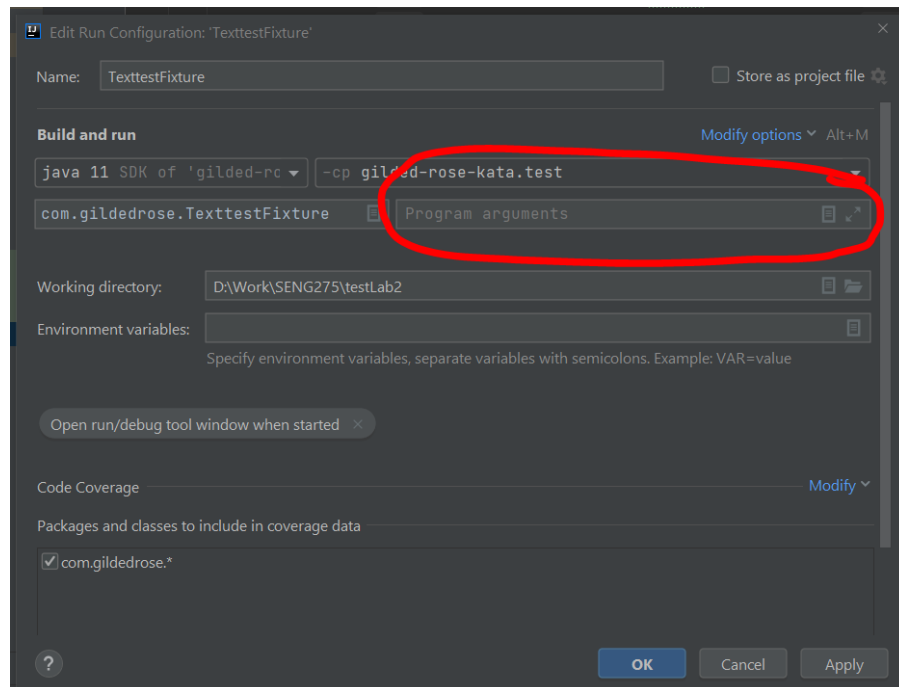 Edit Run Configuration: 'TexttestFixture'
Name: TexttestFixture Store as project file
Build and run Modify options Alt+M
java 11 SDK of 'gilded-rc -cp gilded-rose-kata.test
com.gildedrose.TexttestFixture Program arguments
Working directory: D:\Work\SENG275\testLab2
Environment variables:
Specify environment variables, separate variables with semicolons. Example: VAR=value
Open run/debug tool window when started
Code Coverage Modify
Packages and classes to include in coverage data
com.gildedrose.*
? OK Cancel Apply